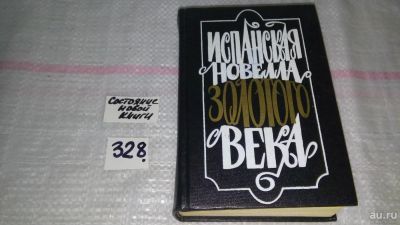 Состояние
новой
книги
328.
ИСПАНСКАЯ
НОВЕЛЛА
ЗОЛОТОГО
ВЕКА
au.ru